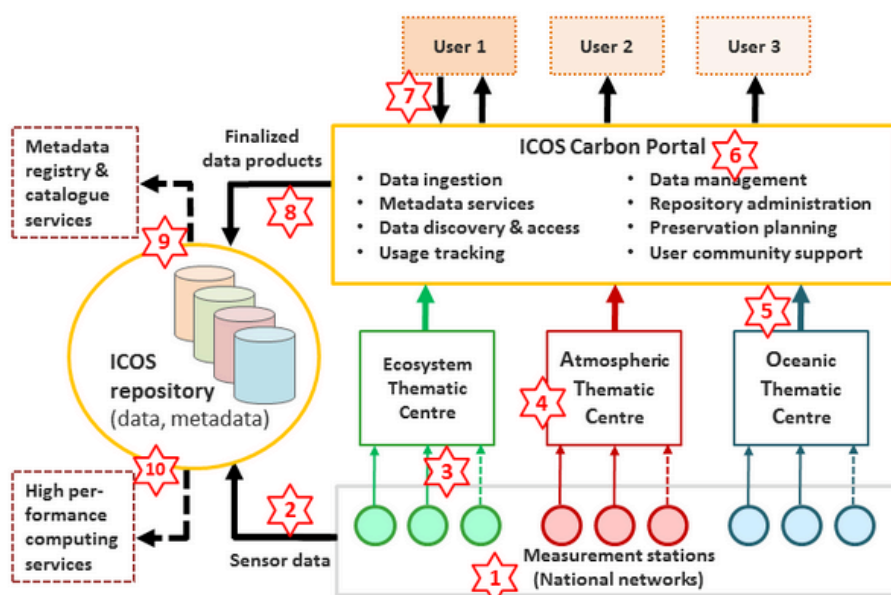 User 1
User 2
User 3
7
Metadata
registry &
catalogue
services
Finalized
data products
8
9
ICOS Carbon Portal
6
• Data ingestion
• Metadata services
• Data discovery & access
• Usage tracking
• Data management
• Repository administration
• Preservation planning
• User community support
5
ICOS
repository
(data, metadata)
Ecosystem
Thematic
Centre
Atmospheric
Thematic
Centre
4
Oceanic
Thematic
Centre
3
10
High per-
formance
computing
services
2
Sensor data
Measurement stations
(National networks)
1